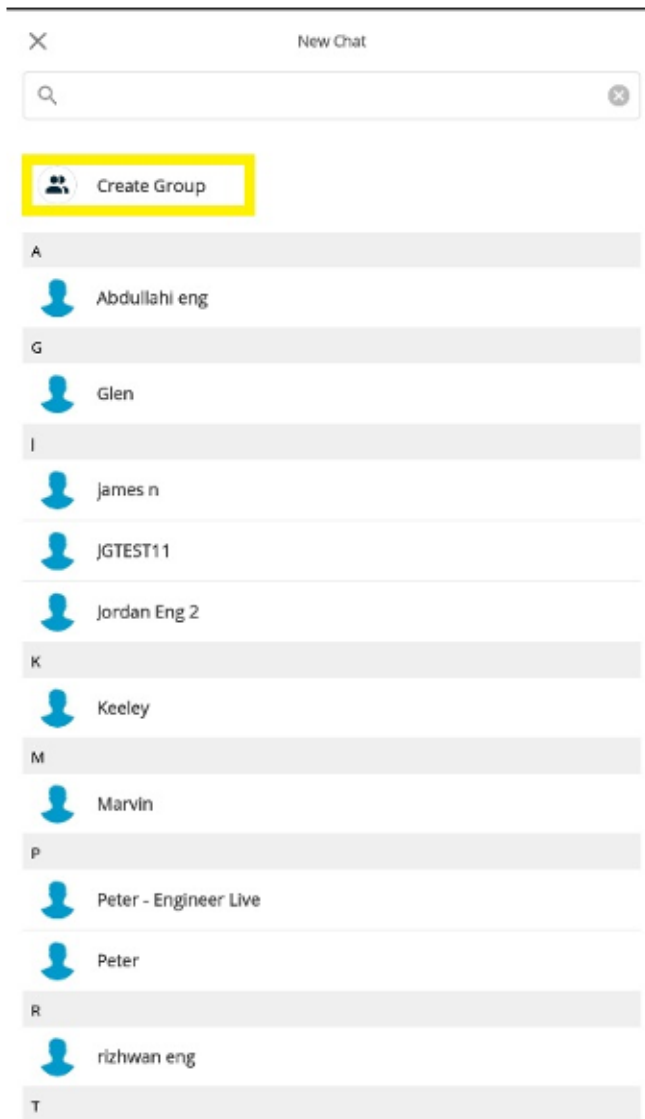 New Chat
Create Group
A
Abdullahi eng
G
Glen
J
James n
JGTEST11
Jordan Eng 2
K
Keeley
M
Marvin
P
Peter - Engineer Live
Peter
R
rizhwan eng
T